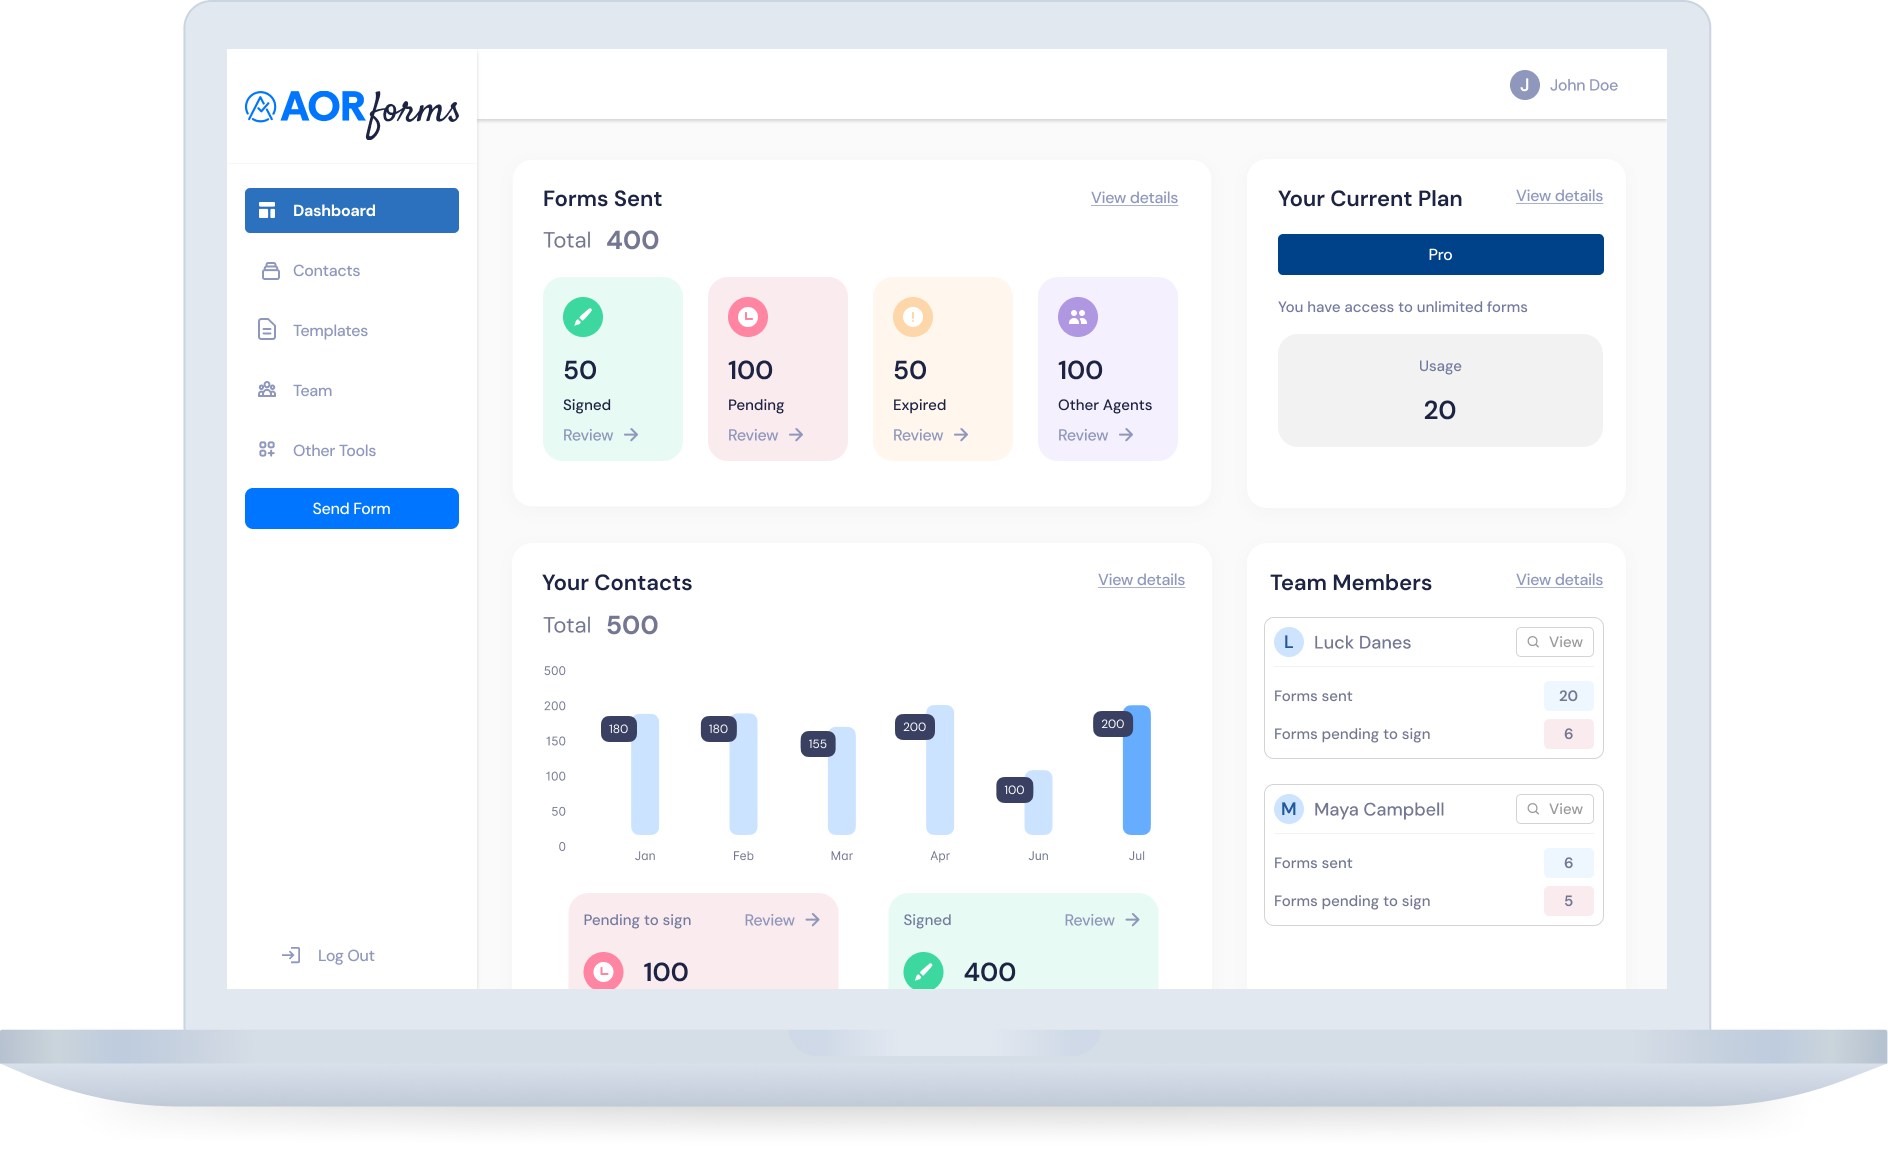 AORforms
J John Doe
Dashboard
Contacts
Templates
Team
Other Tools
Send Form
Log Out
Forms Sent View details
Total 400
50 100 50 100
Signed Pending Expired Other Agents
Review Review Review Review
Your Current Plan View details
Pro
You have access to unlimited forms
Usage
20
Your Contacts View details
Total 500
500
200
150
100
50
0
180 180 155 200 100 200
Jan Feb Mar Apr Jun Jul
Pending to sign Review
100
Signed Review
400
Team Members View details
L Luck Danes View
Forms sent 20
Forms pending to sign 6
M Maya Campbell View
Forms sent 6
Forms pending to sign 5